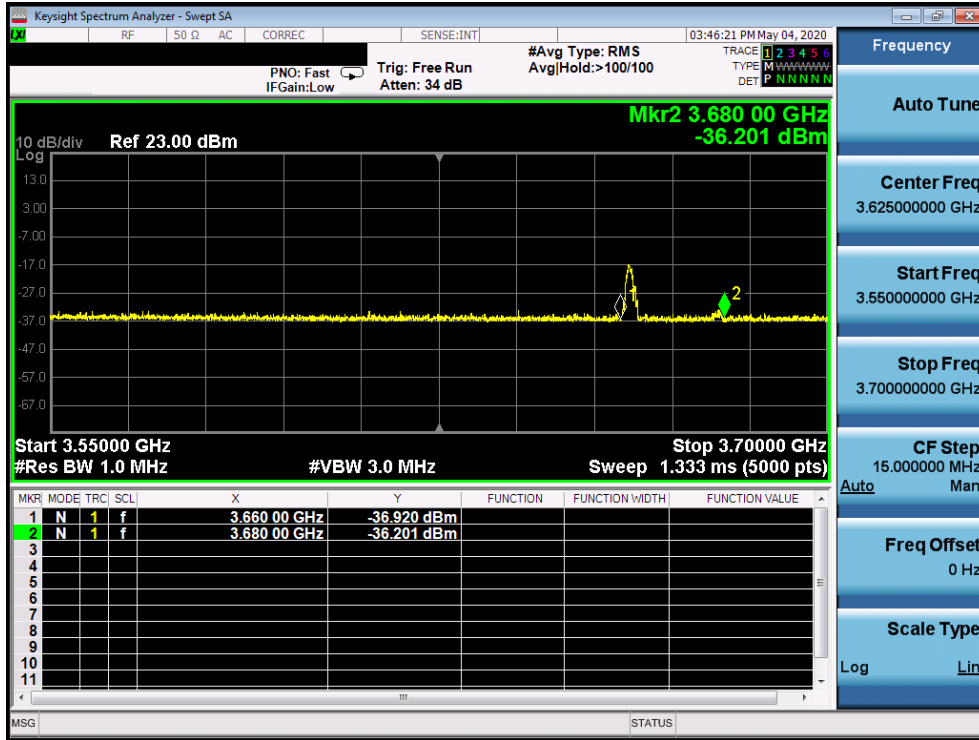 Keysight Spectrum Analyzer - Swept SA
LXI RF 50 Ω AC CORREC SENSE:INT 03:46:21 PM May 04, 2020
#Avg Type: RMS TRACE 1 2 3 4 5 6
PNO: Fast Trig: Free Run Avg|Hold:>100/100 TYPE M WWWWW
IFGain:Low Atten: 34 dB DET P N N N N N
Mkr2 3.680 00 GHz
10 dB/div Ref 23.00 dBm -36.201 dBm
Log
13.0
3.00
-7.00
-17.0
-27.0
-37.0
-47.0
-57.0
-67.0
1
2
Start 3.55000 GHz Stop 3.70000 GHz
#Res BW 1.0 MHz #VBW 3.0 MHz Sweep 1.333 ms (5000 pts)
MKR MODE TRC SCL X Y FUNCTION FUNCTION WIDTH FUNCTION VALUE
1 N 1 f 3.660 00 GHz -36.920 dBm
2 N 1 f 3.680 00 GHz -36.201 dBm
3
4
5
6
7
8
9
10
11
MSG STATUS
Frequency
Auto Tune
Center Freq
3.625000000 GHz
Start Freq
3.550000000 GHz
Stop Freq
3.700000000 GHz
CF Step
15.000000 MHz
Auto Man
Freq Offset
0 Hz
Scale Type
Log Lin